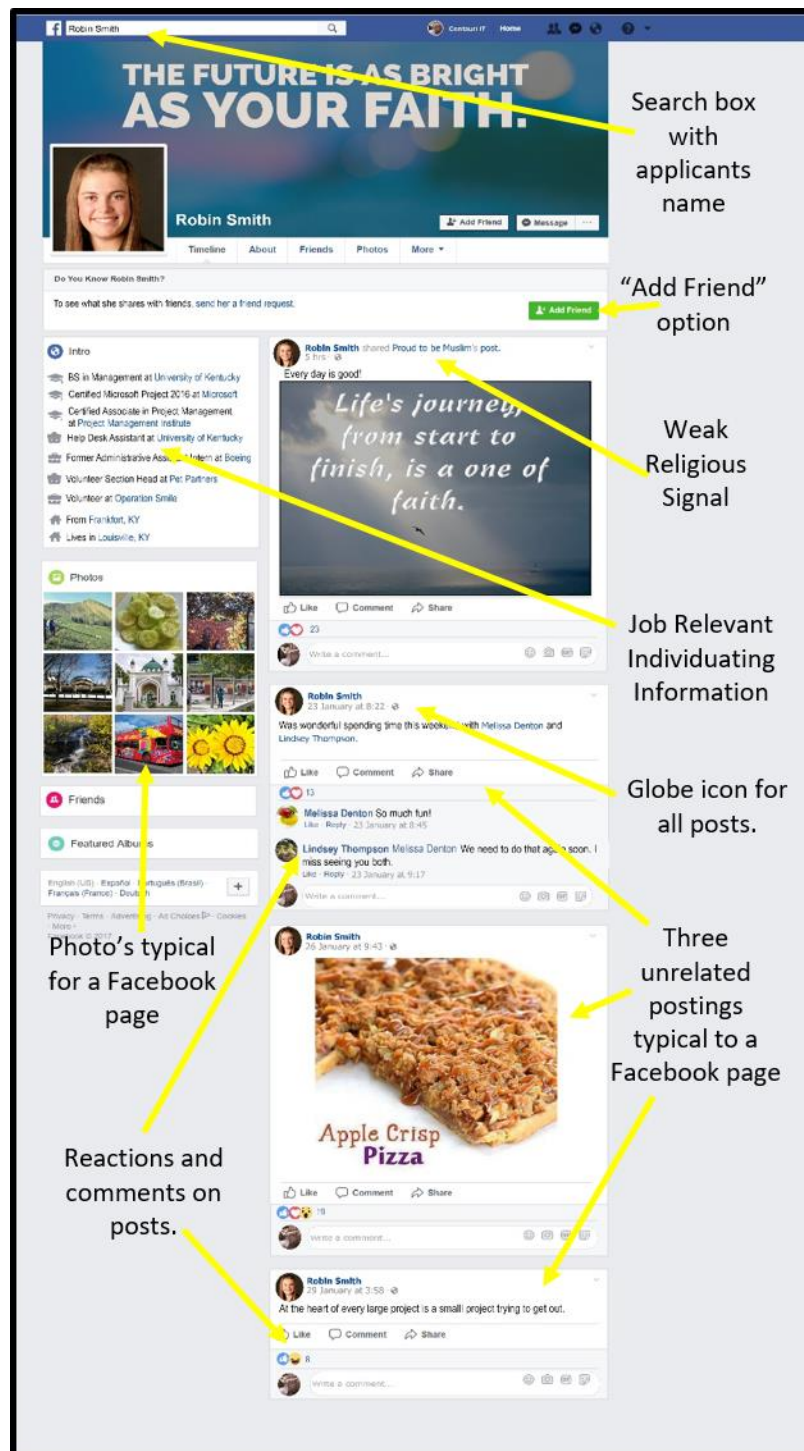 Robin Smith
Centauri IT Home
THE FUTURE IS AS BRIGHT
AS YOUR FAITH.
Robin Smith
Add Friend
Message
Timeline About Friends Photos More
Do You Know Robin Smith?
To see what she shares with friends, send her a friend request.
Add Friend
Intro
BS in Management at University of Kentucky
Certified Microsoft Project 2016 at Microsoft
Certified Associate in Project Management
at Project Management Institute
Help Desk Assistant at University of Kentucky
Former Administrative Intern at Boeing
Volunteer Section Head at Pet Partners
Volunteer at Operation Smile
From Frankfort, KY
Lives in Louisville, KY
Photos
Friends
Featured Albums
English (US) · Español · Português (Brasil) ·
Français (France) · Deutsch
Privacy · Terms · Advertising · Ad Choices · Cookies
· More
2017
Robin Smith shared Proud to be Muslim's post.
5 hrs
Every day is good!
Life's journey,
from start to
finish, is a one of
faith.
Like Comment Share
23
Write a comment...
Robin Smith
23 January at 8:22
Was wonderful spending time this weekend with Melissa Denton and
Lindsey Thompson.
Like Comment Share
13
Melissa Denton So much fun!
Like · Reply · 23 January at 8:45
Lindsey Thompson Melissa Denton We need to do that again soon. I
miss seeing you both.
Like · Reply · 23 January at 9:17
Write a comment...
Robin Smith
26 January at 9:43
Apple Crisp
Pizza
Like Comment Share
19
Write a comment...
Robin Smith
29 January at 3:58
At the heart of every large project is a small project trying to get out.
Like Comment Share
8
Write a comment...
Search box
with
applicants
name
“Add Friend”
option
Weak
Religious
Signal
Job Relevant
Individuating
Information
Globe icon for
all posts.
Three
unrelated
postings
typical to a
Facebook page
Photo’s typical
for a Facebook
page
Reactions and
comments on
posts.